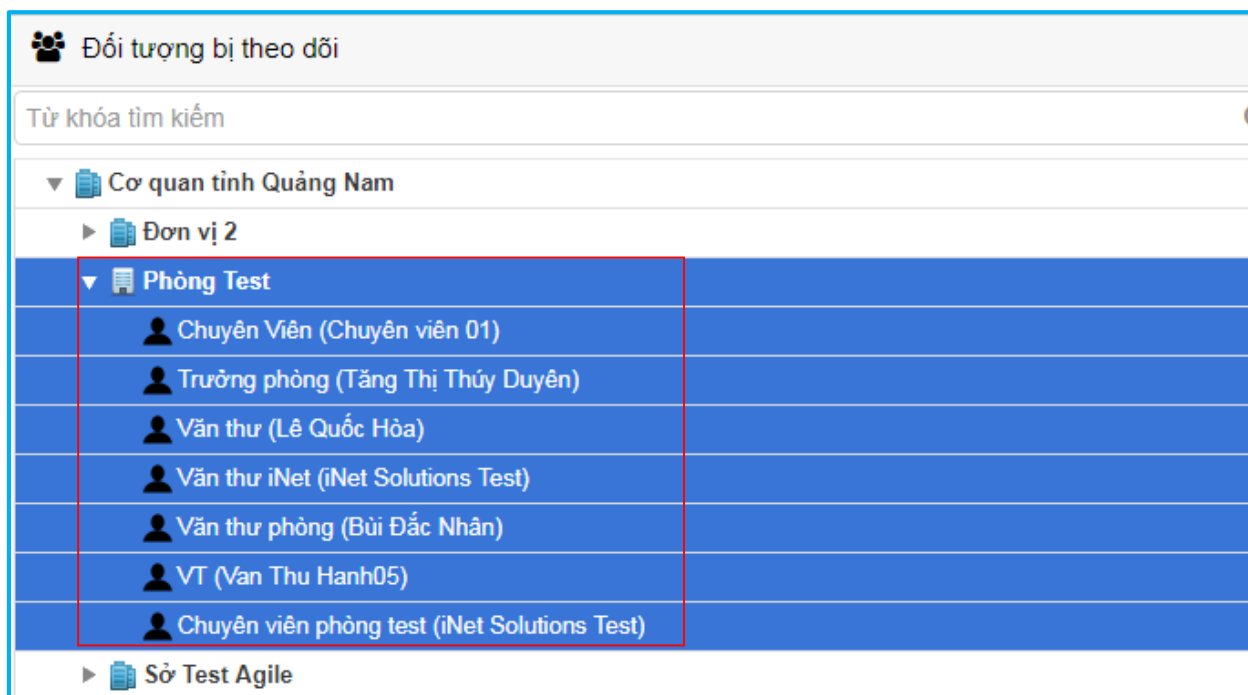 Đối tượng bị theo dõi
Từ khóa tìm kiếm
Cơ quan tỉnh Quảng Nam
Đơn vị 2
Phòng Test
Chuyên Viên (Chuyên viên 01)
Trưởng phòng (Tăng Thị Thúy Duyên)
Văn thư (Lê Quốc Hòa)
Văn thư iNet (iNet Solutions Test)
Văn thư phòng (Bùi Đắc Nhân)
VT (Van Thu Hanh05)
Chuyên viên phòng test (iNet Solutions Test)
Sở Test Agile